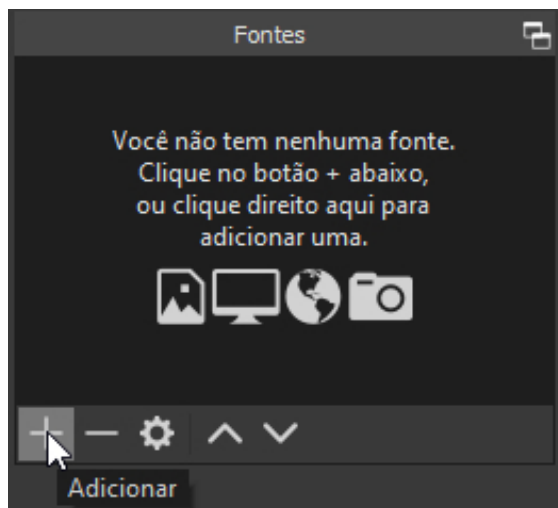 Fontes
Você não tem nenhuma fonte.
Clique no botão + abaixo,
ou clique direito aqui para
adicionar uma.
Adicionar